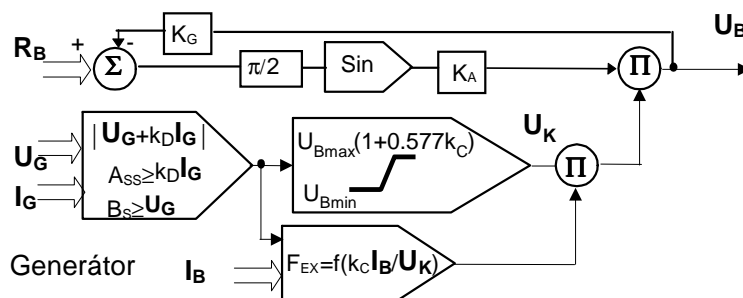 K_G
U_B
R_B + - Σ π/2 Sin K_A Π
|U_G+k_D I_G|
U_Bmax(1+0.577k_C)
U_K
U_G
A_SS≥k_D I_G
Π
I_G
B_S≥U_G
U_Bmin
Generátor
I_B
F_EX=f(k_C I_B/U_K)